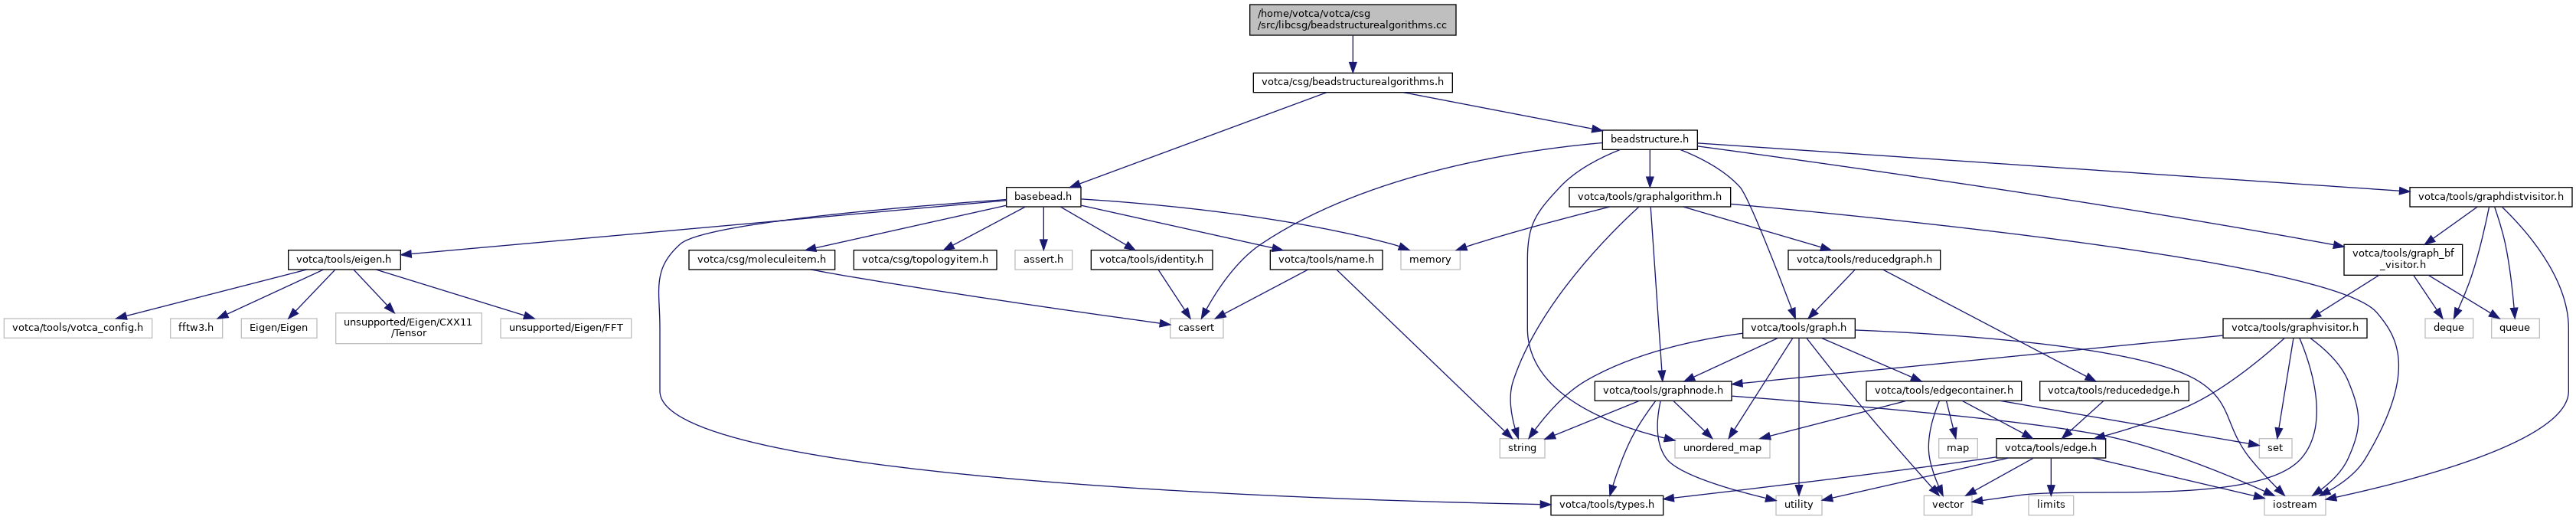 /home/votca/votca/csg
/src/libcsg/beadstructurealgorithms.cc
votca/csg/beadstructurealgorithms.h
beadstructure.h
basebead.h
votca/tools/graphalgorithm.h
votca/tools/graphdistvisitor.h
votca/tools/eigen.h
votca/csg/moleculeitem.h
votca/csg/topologyitem.h
assert.h
votca/tools/identity.h
votca/tools/name.h
memory
votca/tools/reducedgraph.h
votca/tools/graph_bf
_visitor.h
votca/tools/votca_config.h
fftw3.h
Eigen/Eigen
unsupported/Eigen/CXX11
/Tensor
unsupported/Eigen/FFT
cassert
votca/tools/graph.h
votca/tools/graphvisitor.h
deque
queue
votca/tools/graphnode.h
votca/tools/edgecontainer.h
votca/tools/reducededge.h
string
unordered_map
map
votca/tools/edge.h
set
votca/tools/types.h
utility
vector
limits
iostream